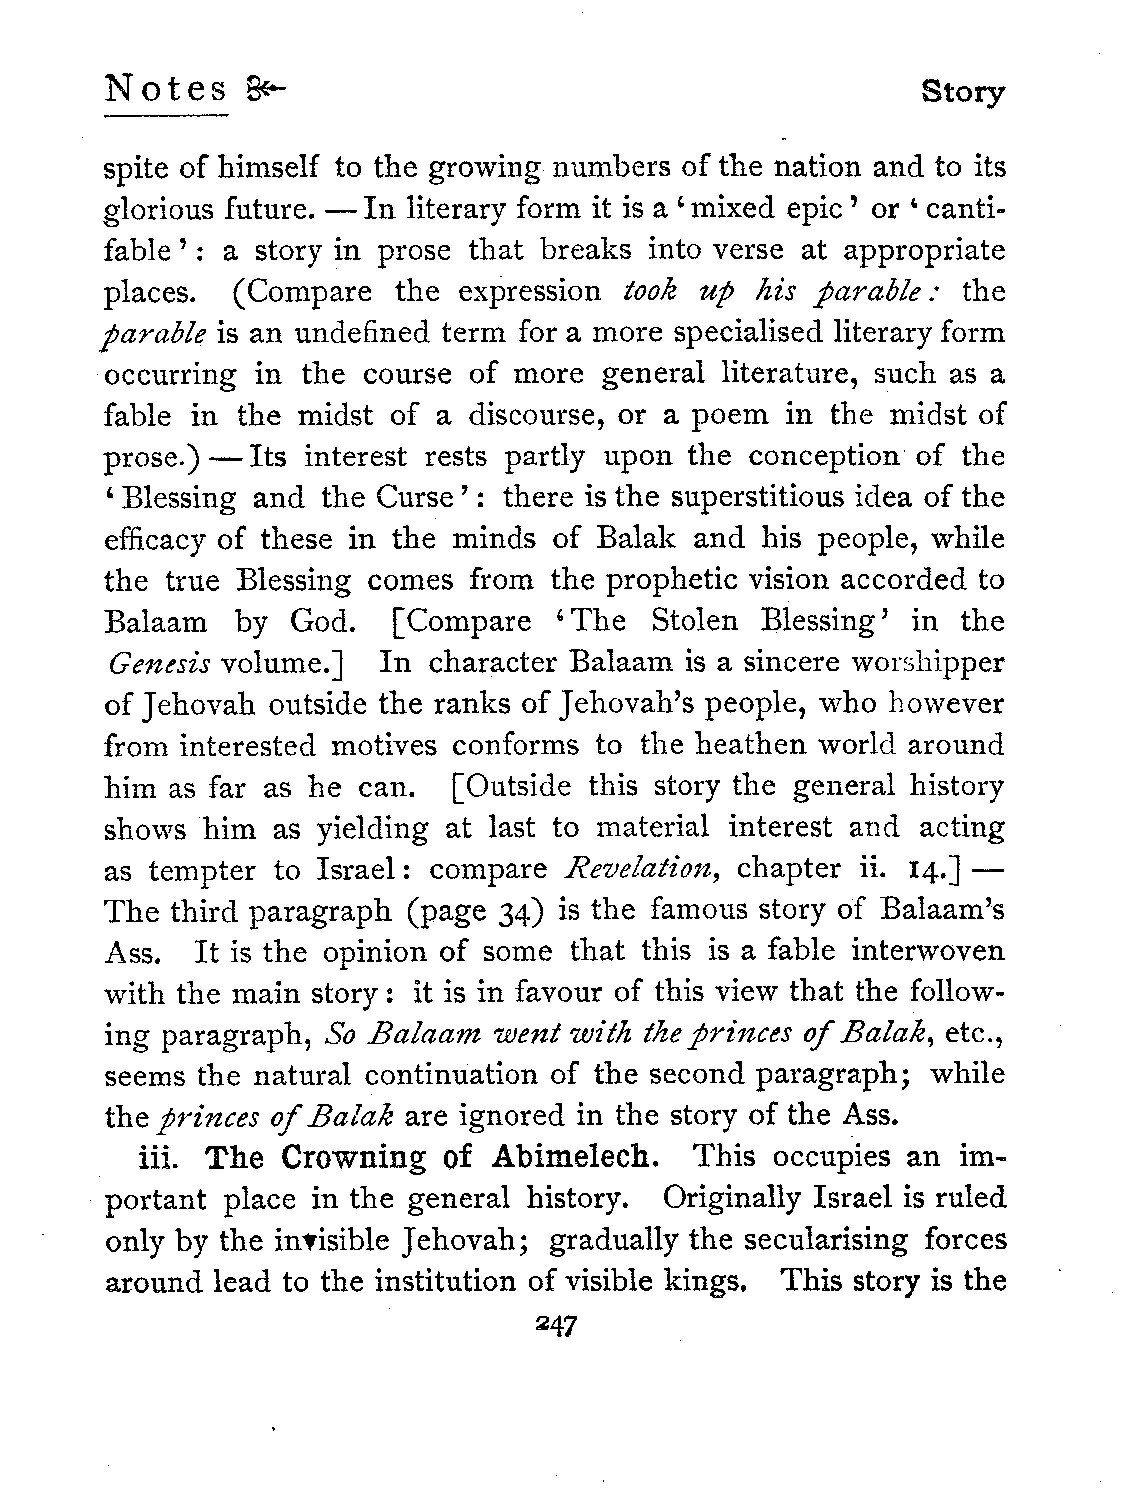 Notes
Story
spite of himself to the growing numbers of the nation and to its
glorious future. — In literary form it is a ‘mixed epic’ or ‘canti-
fable’: a story in prose that breaks into verse at appropriate
places. (Compare the expression took up his parable: the
parable is an undefined term for a more specialised literary form
occurring in the course of more general literature, such as a
fable in the midst of a discourse, or a poem in the midst of
prose.) — Its interest rests partly upon the conception of the
‘Blessing and the Curse’: there is the superstitious idea of the
efficacy of these in the minds of Balak and his people, while
the true Blessing comes from the prophetic vision accorded to
Balaam by God. [Compare ‘The Stolen Blessing’ in the
Genesis volume.] In character Balaam is a sincere worshipper
of Jehovah outside the ranks of Jehovah’s people, who however
from interested motives conforms to the heathen world around
him as far as he can. [Outside this story the general history
shows him as yielding at last to material interest and acting
as tempter to Israel: compare Revelation, chapter ii. 14.] —
The third paragraph (page 34) is the famous story of Balaam’s
Ass. It is the opinion of some that this is a fable interwoven
with the main story: it is in favour of this view that the follow-
ing paragraph, So Balaam went with the princes of Balak, etc.,
seems the natural continuation of the second paragraph; while
the princes of Balak are ignored in the story of the Ass.
iii. The Crowning of Abimelech. This occupies an im-
portant place in the general history. Originally Israel is ruled
only by the invisible Jehovah; gradually the secularising forces
around lead to the institution of visible kings. This story is the
247